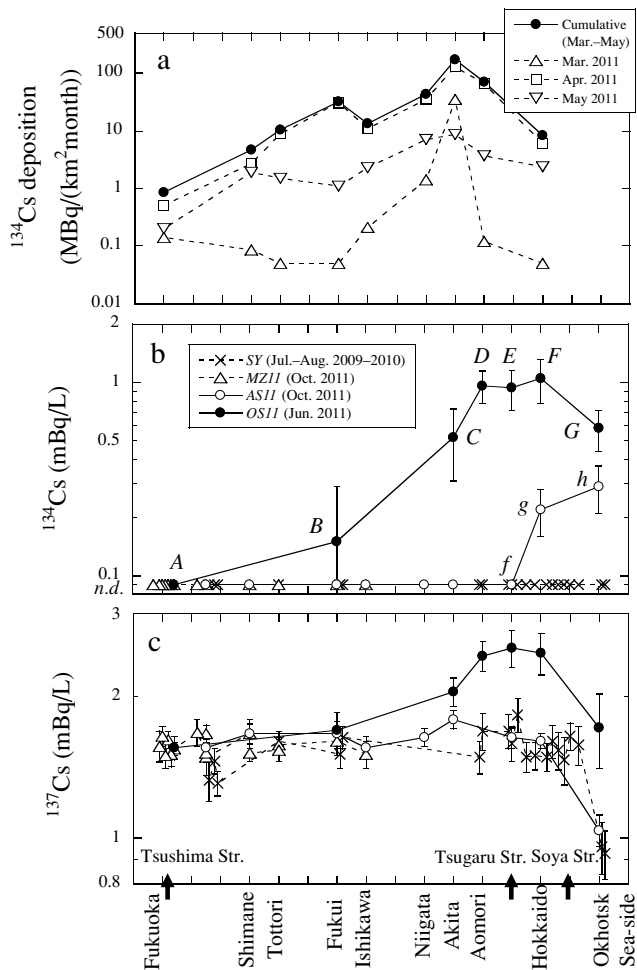 a
500
100
10
1
0.1
0.01
¹³⁴Cs deposition
(MBq/(km²month))
Cumulative
(Mar.–May)
Mar. 2011
Apr. 2011
May 2011
b
2
1
0.5
0.1
n.d.
¹³⁴Cs (mBq/L)
SY (Jul.–Aug. 2009–2010)
MZ11 (Oct. 2011)
AS11 (Oct. 2011)
OS11 (Jun. 2011)
A
B
C
D
E
F
G
f
g
h
c
3
2
1
0.8
¹³⁷Cs (mBq/L)
Tsushima Str.
Tsugaru Str.
Soya Str.
Fukuoka
Shimane
Tottori
Fukui
Ishikawa
Niigata
Akita
Aomori
Hokkaido
Okhotsk
Sea-side